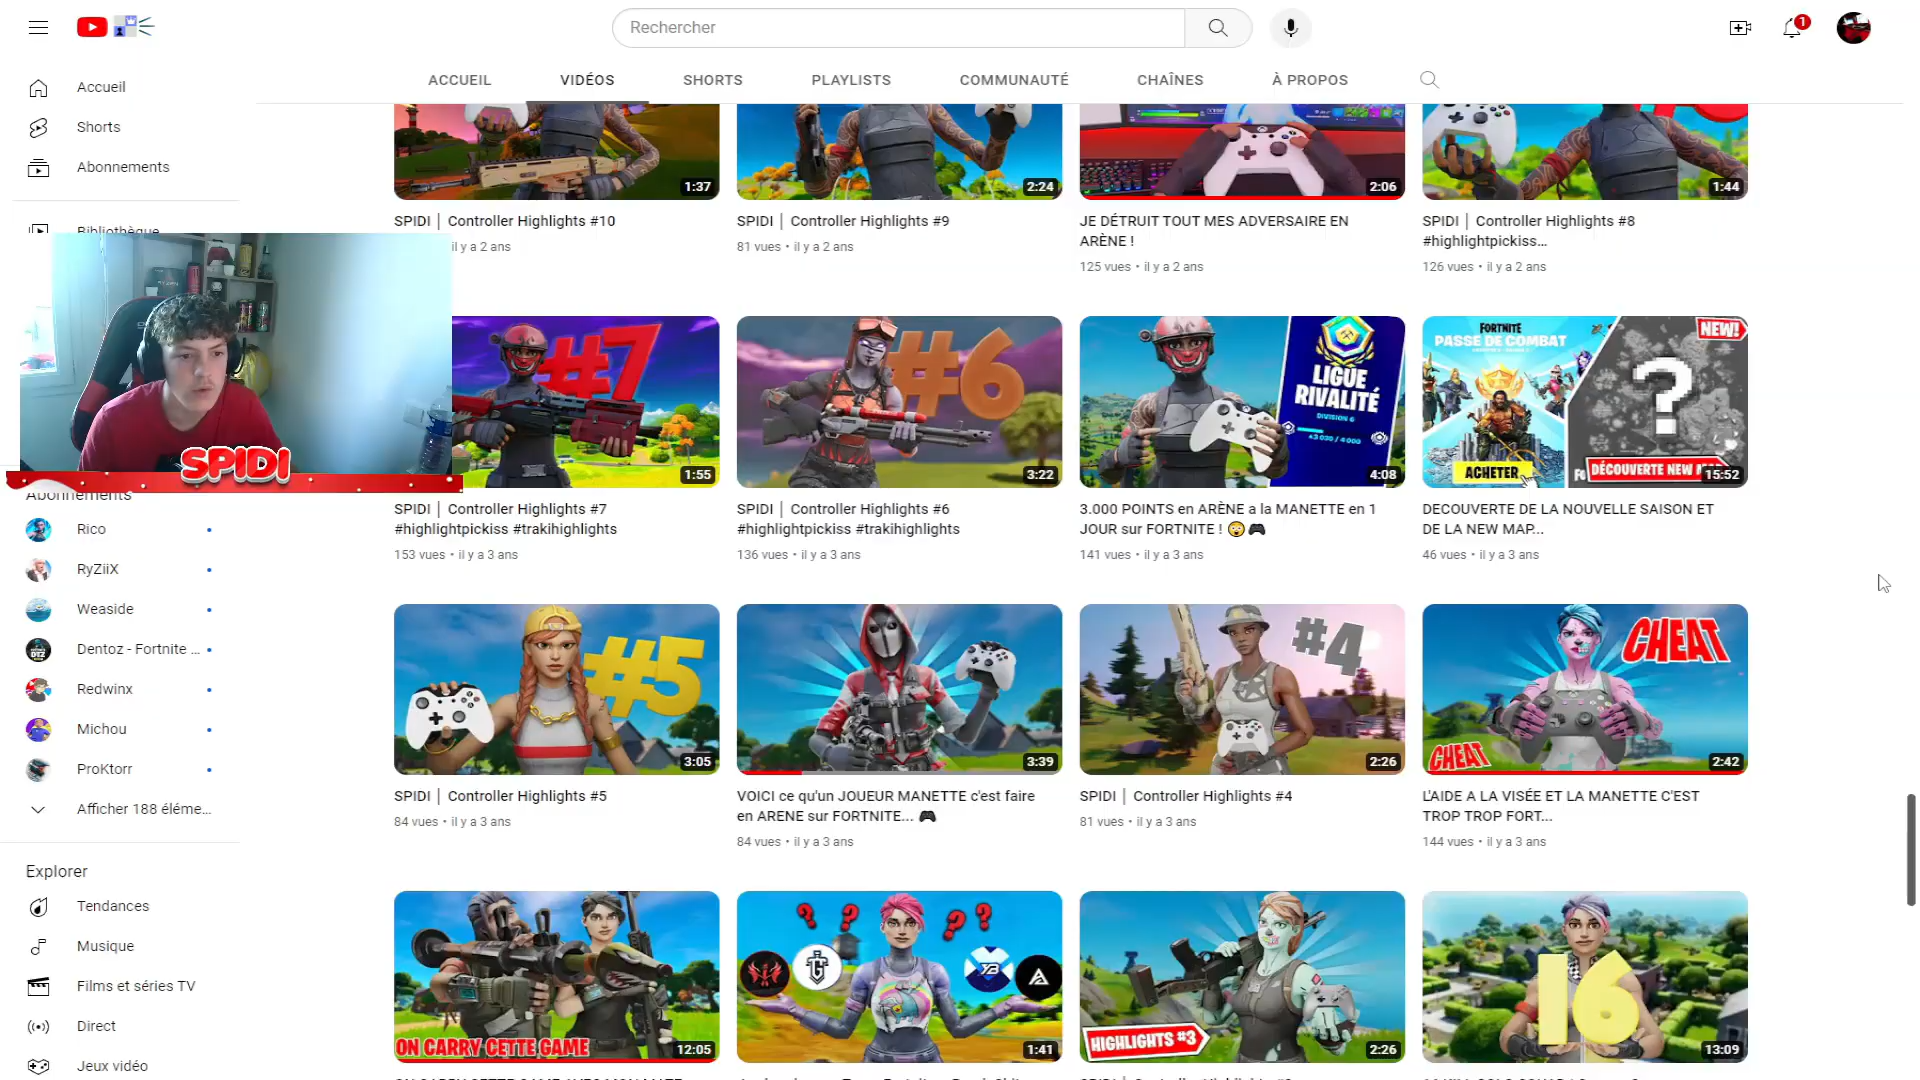 Rechercher
1
ACCUEIL
VIDÉOS
SHORTS
PLAYLISTS
COMMUNAUTÉ
CHAÎNES
À PROPOS
Accueil
Shorts
Abonnements
Bibliothèque
1:37
2:24
2:06
1:44
SPIDI │ Controller Highlights #10
il y a 2 ans
SPIDI │ Controller Highlights #9
81 vues • il y a 2 ans
JE DÉTRUIT TOUT MES ADVERSAIRE EN
ARÈNE !
125 vues • il y a 2 ans
SPIDI │ Controller Highlights #8
#highlightpickiss...
126 vues • il y a 2 ans
SPIDI
#7
1:55
#6
3:22
LIGUE
RIVALITÉ
DIVISION 6
4:08
FORTNITE
PASSE DE COMBAT
NEW!
?
ACHETER
DÉCOUVERTE NEW
15:52
SPIDI │ Controller Highlights #7
#highlightpickiss #trakihighlights
153 vues • il y a 3 ans
SPIDI │ Controller Highlights #6
#highlightpickiss #trakihighlights
136 vues • il y a 3 ans
3.000 POINTS en ARÈNE a la MANETTE en 1
JOUR sur FORTNITE ! 😳🎮
141 vues • il y a 3 ans
DECOUVERTE DE LA NOUVELLE SAISON ET
DE LA NEW MAP...
46 vues • il y a 3 ans
Abonnements
Rico
RyZiiX
Weaside
Dentoz - Fortnite ...
Redwinx
Michou
ProKtorr
Afficher 188 éléme...
#5
3:05
3:39
#4
2:26
CHEAT
CHEAT
2:42
SPIDI │ Controller Highlights #5
84 vues • il y a 3 ans
VOICI ce qu'un JOUEUR MANETTE c'est faire
en ARENE sur FORTNITE... 🎮
84 vues • il y a 3 ans
SPIDI │ Controller Highlights #4
81 vues • il y a 3 ans
L'AIDE A LA VISÉE ET LA MANETTE C'EST
TROP TROP FORT...
144 vues • il y a 3 ans
Explorer
Tendances
Musique
Films et séries TV
Direct
Jeux vidéo
ON CARRY CETTE GAME
12:05
? ? ? ?
1:41
HIGHLIGHTS #3
2:26
16
13:09